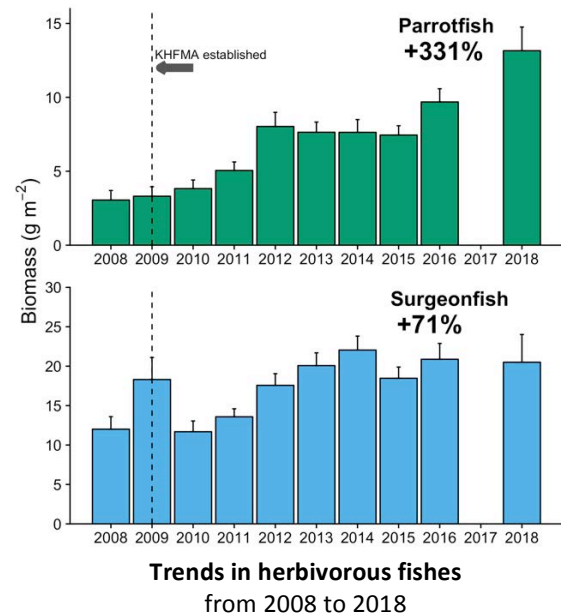 15
Parrotfish
KHFMA established
+331%
10
5
0
2008 2009 2010 2011 2012 2013 2014 2015 2016 2017 2018
Biomass (g m⁻²)
30
Surgeonfish
25
+71%
20
15
10
5
0
2008 2009 2010 2011 2012 2013 2014 2015 2016 2017 2018
Trends in herbivorous fishes
from 2008 to 2018